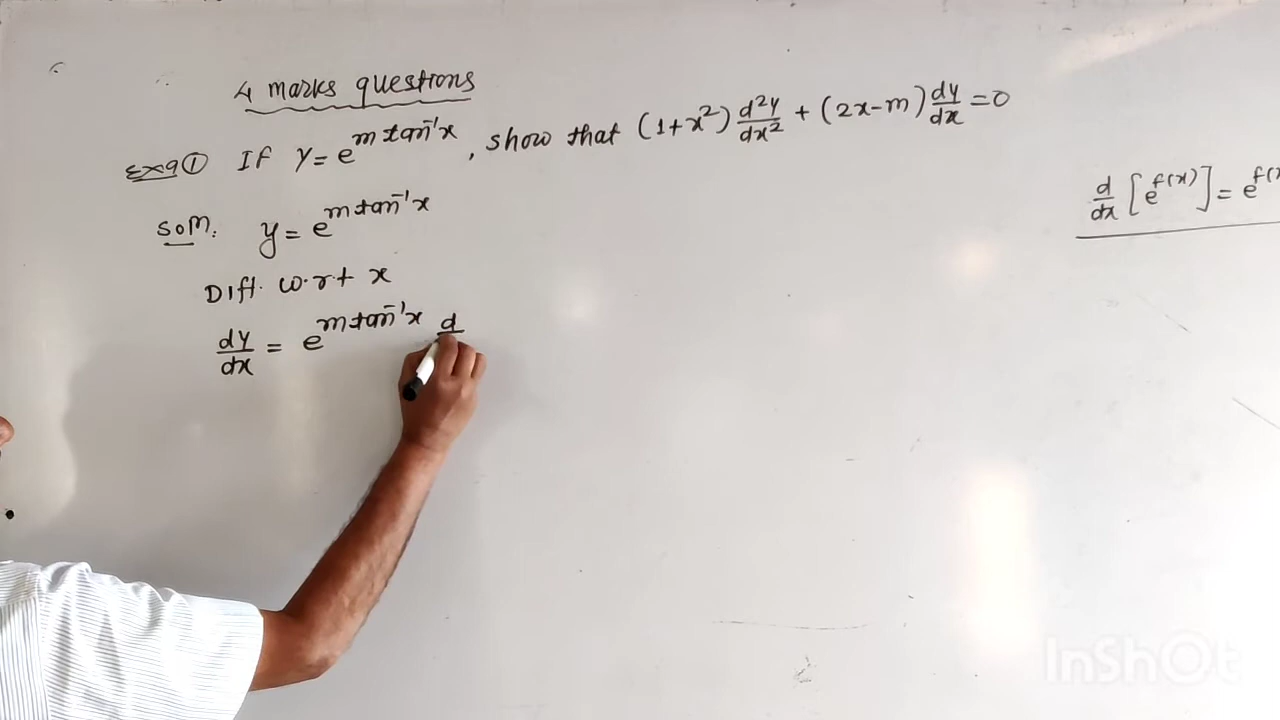 4 marks questions
Ex9① If y = e^{m tan⁻¹x}, show that (1+x²) d²y/dx² + (2x-m) dy/dx = 0
d/dx [e^{f(x)}] = e^{f(x
Soln. y = e^{m tan⁻¹x}
Diff. w.r.t x
dy/dx = e^{m tan⁻¹x} d
InShOt